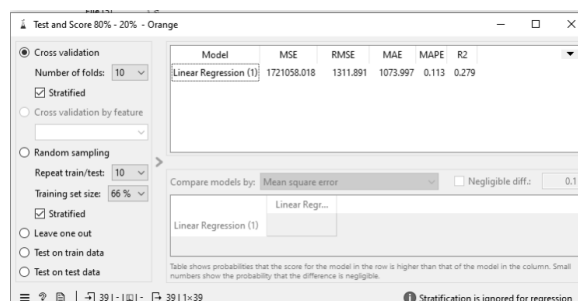 Test and Score 80% - 20% - Orange
Cross validation
Number of folds: 10
Stratified
Cross validation by feature
Random sampling
Repeat train/test: 10
Training set size: 66 %
Stratified
Leave one out
Test on train data
Test on test data
Model MSE RMSE MAE MAPE R2
Linear Regression (1) 1721058.018 1311.891 1073.997 0.113 0.279
Compare models by: Mean square error Negligible diff.: 0.1
Linear Regr...
Linear Regression (1)
Table shows probabilities that the score for the model in the row is higher than that of the model in the column. Small
numbers show the probability that the difference is negligible.
39 | - | - 39 | 1×39
Stratification is ignored for regression